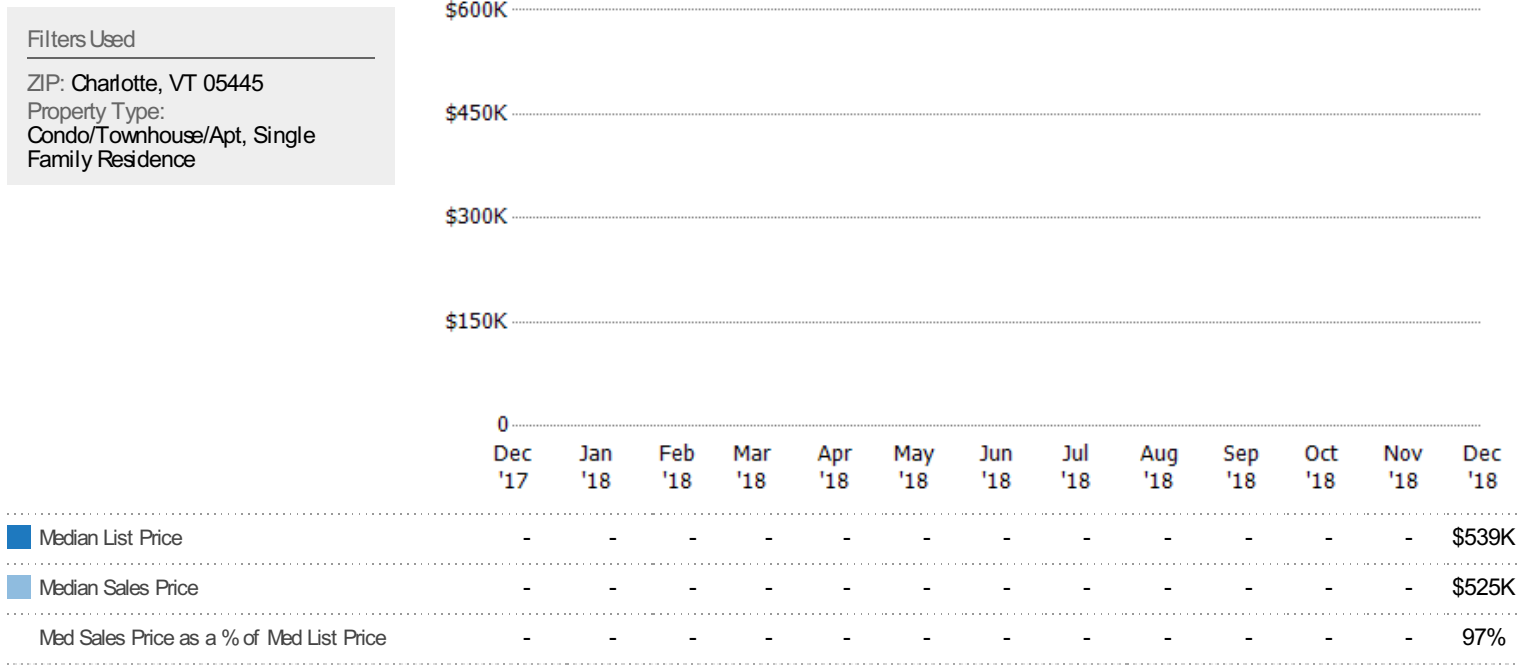 Filters Used
ZIP: Charlotte, VT 05445
Property Type:
Condo/Townhouse/Apt, Single
Family Residence
$600K
$450K
$300K
$150K
0
Dec Jan Feb Mar Apr May Jun Jul Aug Sep Oct Nov Dec
'17 '18 '18 '18 '18 '18 '18 '18 '18 '18 '18 '18 '18
Median List Price - - - - - - - - - - - - $539K
Median Sales Price - - - - - - - - - - - - $525K
Med Sales Price as a % of Med List Price - - - - - - - - - - - - 97%